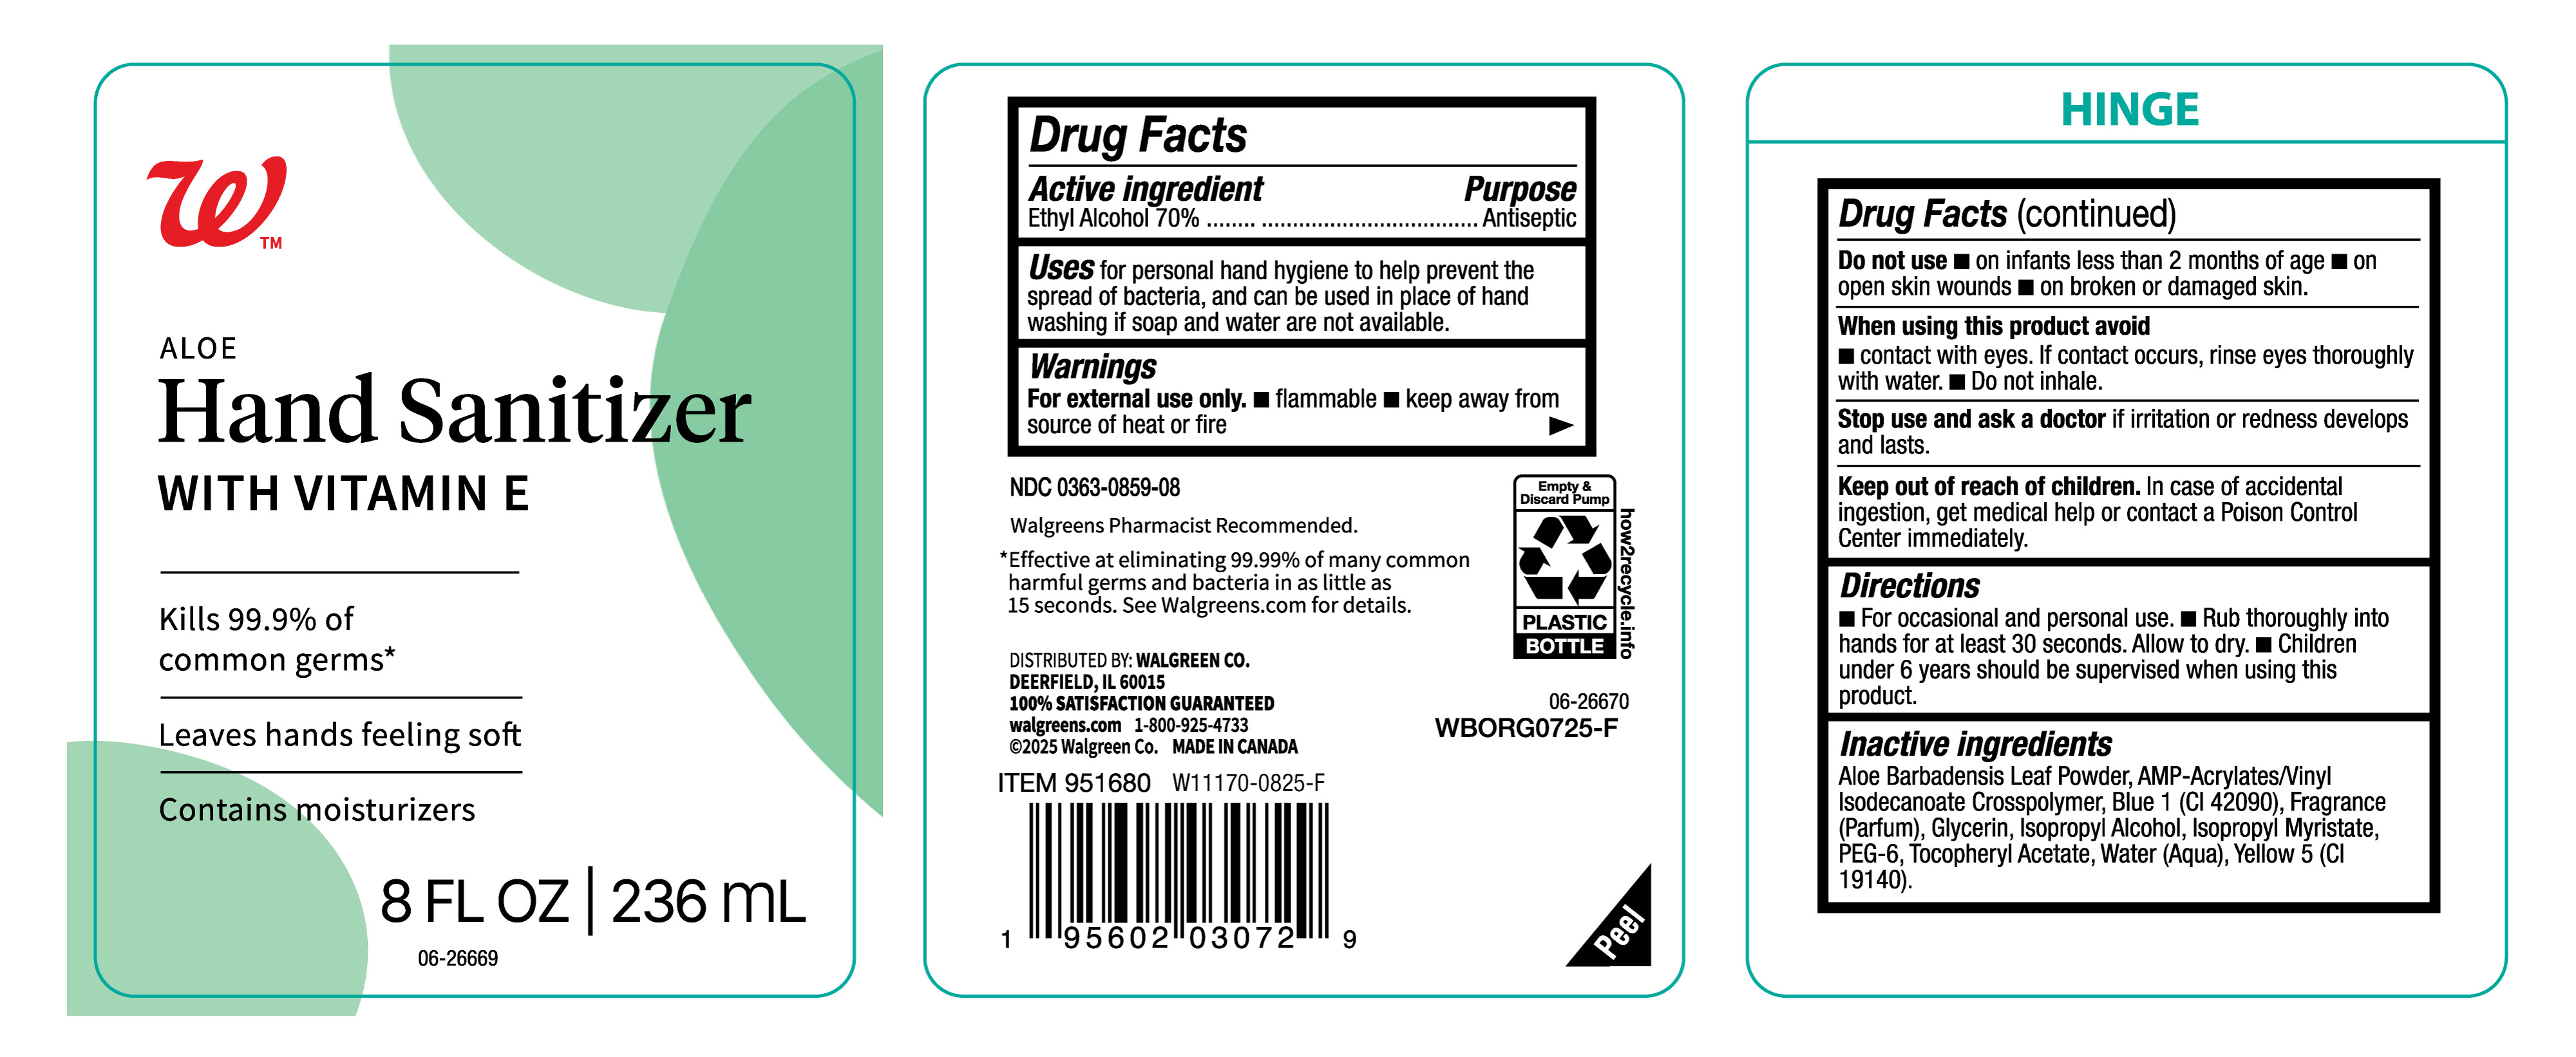 W™
ALOE
Hand Sanitizer
WITH VITAMIN E
Kills 99.9% of
common germs*
Leaves hands feeling soft
Contains moisturizers
8 FL OZ | 236 mL
06-26669
Drug Facts
Active ingredient Purpose
Ethyl Alcohol 70% ........ ................................... Antiseptic
Uses for personal hand hygiene to help prevent the
spread of bacteria, and can be used in place of hand
washing if soap and water are not available.
Warnings
For external use only. ■ flammable ■ keep away from
source of heat or fire ►
NDC 0363-0859-08
Walgreens Pharmacist Recommended.
*Effective at eliminating 99.99% of many common
harmful germs and bacteria in as little as
15 seconds. See Walgreens.com for details.
Empty &
Discard Pump
PLASTIC
BOTTLE
how2recycle.info
DISTRIBUTED BY: WALGREEN CO.
DEERFIELD, IL 60015
100% SATISFACTION GUARANTEED
walgreens.com 1-800-925-4733
©2025 Walgreen Co. MADE IN CANADA
06-26670
WBORG0725-F
ITEM 951680 W11170-0825-F
1 95602 03072 9
Peel
HINGE
Drug Facts (continued)
Do not use ■ on infants less than 2 months of age ■ on
open skin wounds ■ on broken or damaged skin.
When using this product avoid
■ contact with eyes. If contact occurs, rinse eyes thoroughly
with water. ■ Do not inhale.
Stop use and ask a doctor if irritation or redness develops
and lasts.
Keep out of reach of children. In case of accidental
ingestion, get medical help or contact a Poison Control
Center immediately.
Directions
■ For occasional and personal use. ■ Rub thoroughly into
hands for at least 30 seconds. Allow to dry. ■ Children
under 6 years should be supervised when using this
product.
Inactive ingredients
Aloe Barbadensis Leaf Powder, AMP-Acrylates/Vinyl
Isodecanoate Crosspolymer, Blue 1 (CI 42090), Fragrance
(Parfum), Glycerin, Isopropyl Alcohol, Isopropyl Myristate,
PEG-6, Tocopheryl Acetate, Water (Aqua), Yellow 5 (CI
19140).